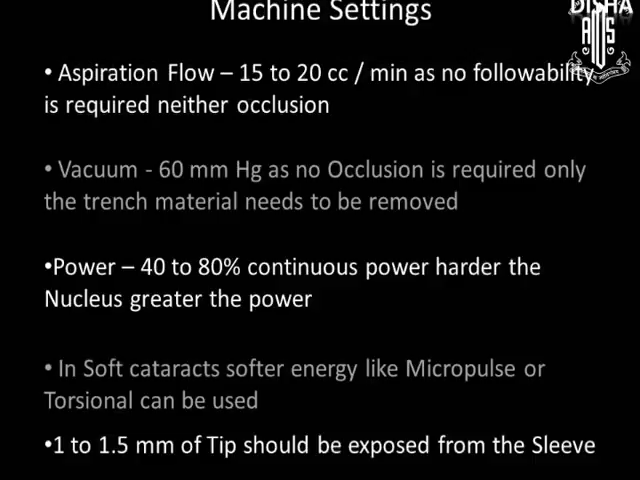 Machine Settings
DISHA
• Aspiration Flow – 15 to 20 cc / min as no followability
is required neither occlusion
• Vacuum - 60 mm Hg as no Occlusion is required only
the trench material needs to be removed
•Power – 40 to 80% continuous power harder the
Nucleus greater the power
• In Soft cataracts softer energy like Micropulse or
Torsional can be used
•1 to 1.5 mm of Tip should be exposed from the Sleeve